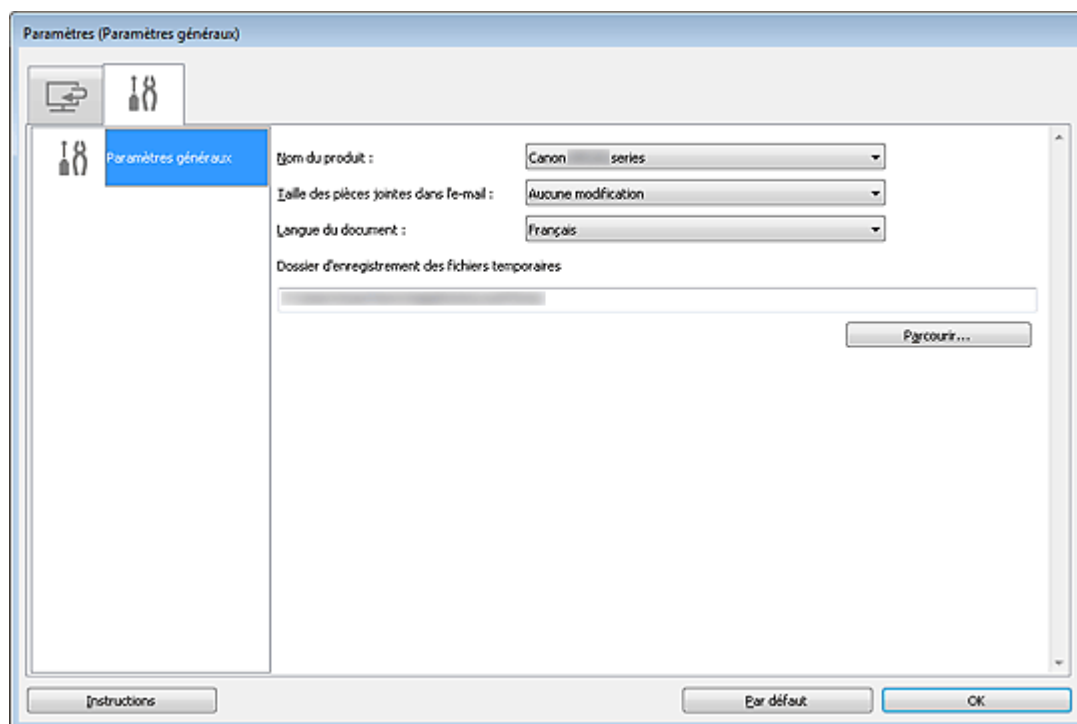 Paramètres (Paramètres généraux)
Paramètres généraux
Nom du produit :
Canon series
Taille des pièces jointes dans l'e-mail :
Aucune modification
Langue du document :
Français
Dossier d'enregistrement des fichiers temporaires
Parcourir...
Instructions
Par défaut
OK